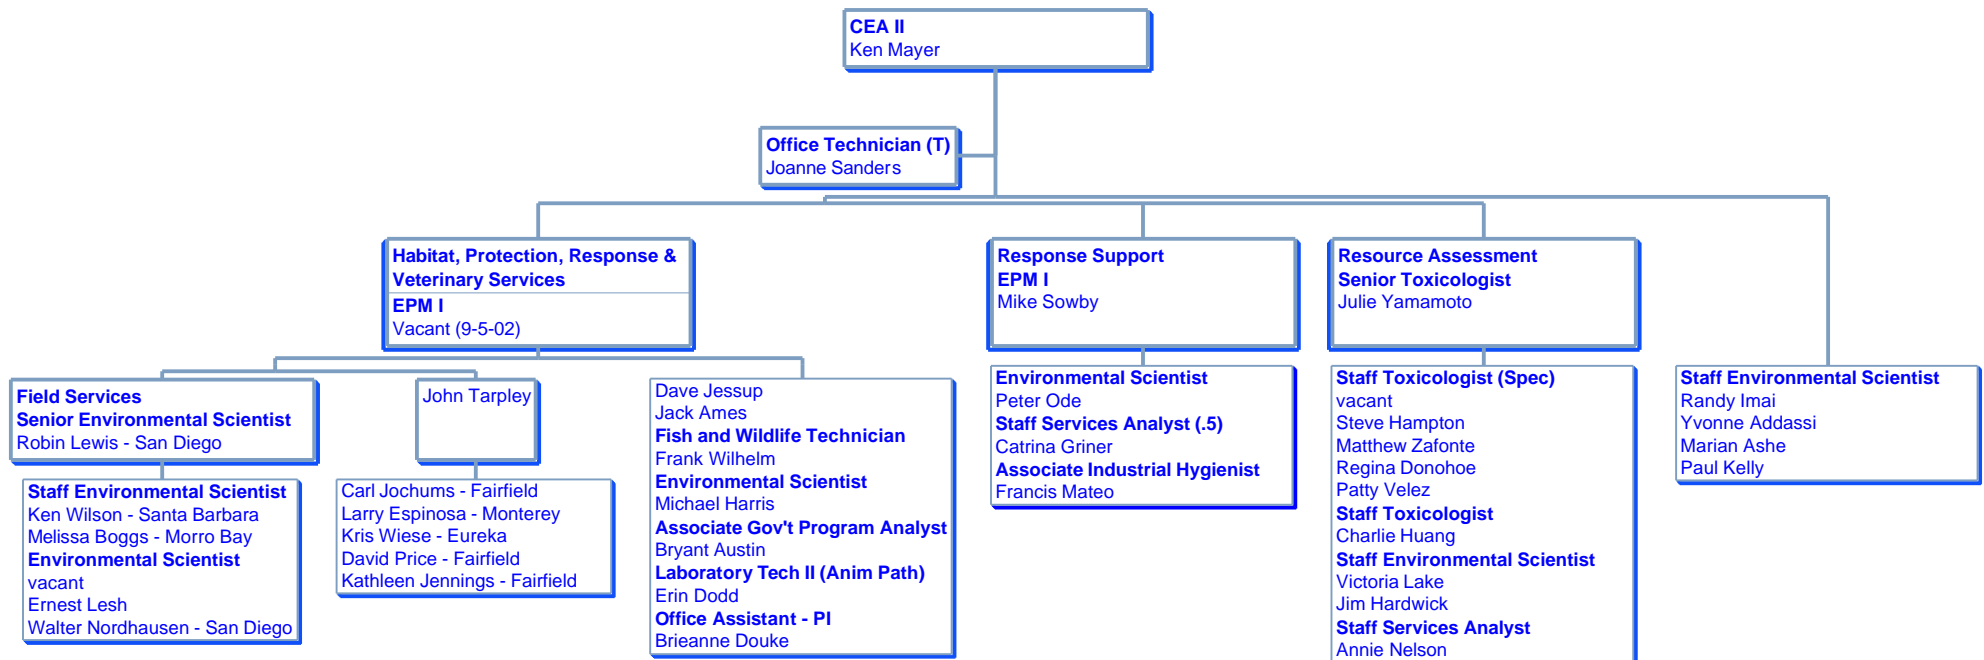 CEA II
Ken Mayer
Office Technician (T)
Joanne Sanders
Habitat, Protection, Response &
Veterinary Services
EPM I
Vacant (9-5-02)
Response Support
EPM I
Mike Sowby
Resource Assessment
Senior Toxicologist
Julie Yamamoto
Field Services
Senior Environmental Scientist
Robin Lewis - San Diego
John Tarpley
Dave Jessup
Jack Ames
Fish and Wildlife Technician
Frank Wilhelm
Environmental Scientist
Michael Harris
Associate Gov't Program Analyst
Bryant Austin
Laboratory Tech II (Anim Path)
Erin Dodd
Office Assistant - PI
Brieanne Douke
Environmental Scientist
Peter Ode
Staff Services Analyst (.5)
Catrina Griner
Associate Industrial Hygienist
Francis Mateo
Staff Toxicologist (Spec)
vacant
Steve Hampton
Matthew Zafonte
Regina Donohoe
Patty Velez
Staff Toxicologist
Charlie Huang
Staff Environmental Scientist
Victoria Lake
Jim Hardwick
Staff Services Analyst
Annie Nelson
Staff Environmental Scientist
Randy Imai
Yvonne Addassi
Marian Ashe
Paul Kelly
Staff Environmental Scientist
Ken Wilson - Santa Barbara
Melissa Boggs - Morro Bay
Environmental Scientist
vacant
Ernest Lesh
Walter Nordhausen - San Diego
Carl Jochums - Fairfield
Larry Espinosa - Monterey
Kris Wiese - Eureka
David Price - Fairfield
Kathleen Jennings - Fairfield